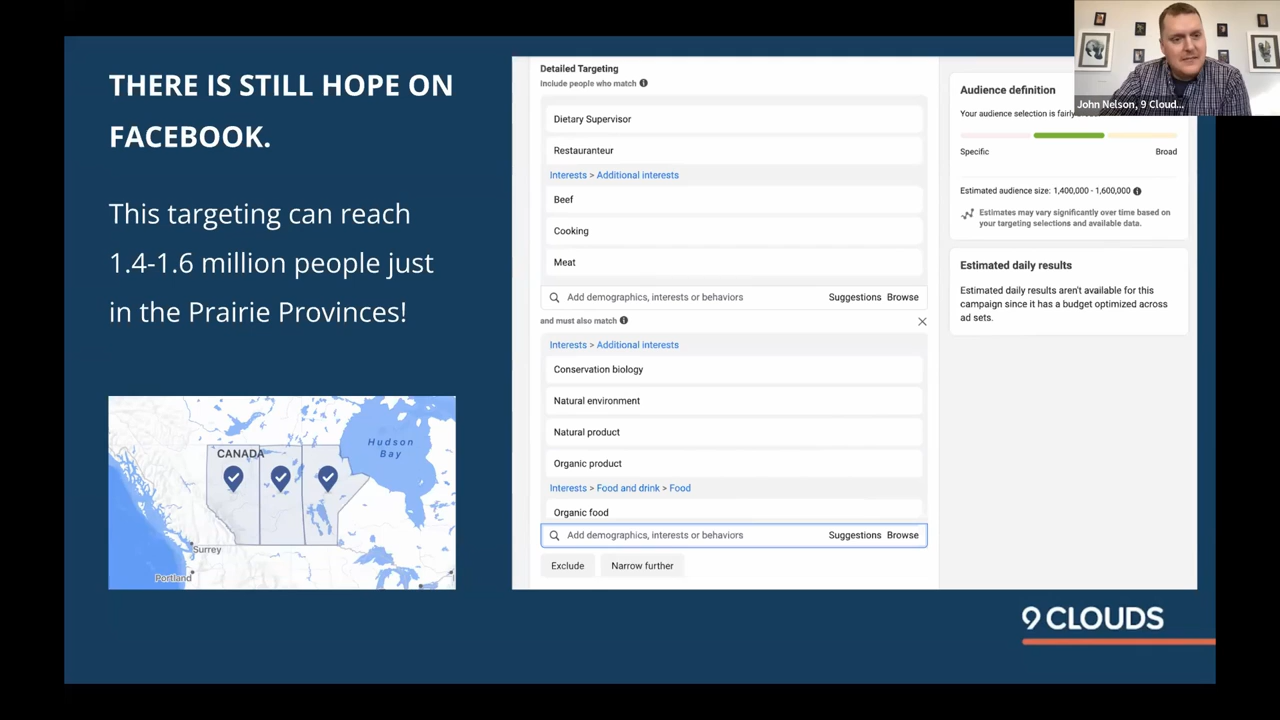 THERE IS STILL HOPE ON
FACEBOOK.
This targeting can reach
1.4-1.6 million people just
in the Prairie Provinces!
CANADA
Hudson
Bay
Surrey
Portland
Detailed Targeting
Include people who match
Dietary Supervisor
Restauranteur
Interests > Additional interests
Beef
Cooking
Meat
Add demographics, interests or behaviors Suggestions Browse
and must also match
Interests > Additional interests
Conservation biology
Natural environment
Natural product
Organic product
Interests > Food and drink > Food
Organic food
Add demographics, interests or behaviors Suggestions Browse
Exclude Narrow further
Audience definition
Your audience selection is fairly
Specific Broad
Estimated audience size: 1,400,000 - 1,600,000
Estimates may vary significantly over time based on
your targeting selections and available data.
Estimated daily results
Estimated daily results aren't available for this
campaign since it has a budget optimized across
ad sets.
John Nelson, 9 Cloud...
9 CLOUDS